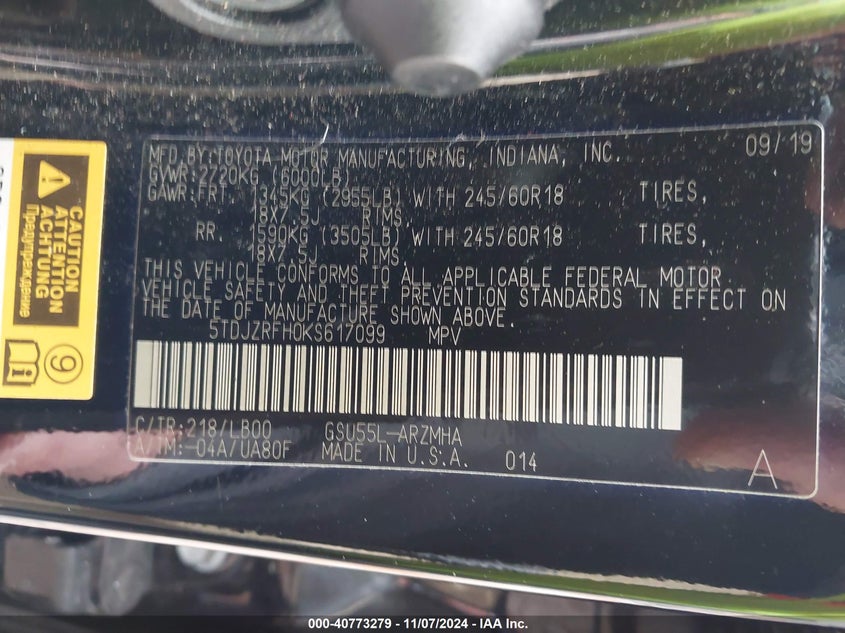 MFD.BY:TOYOTA MOTOR MANUFACTURING, INDIANA, INC. 09/19
GVWR:2720KG (6000LB)
GAWR:FRT. 1345KG (2955LB) WITH 245/60R18 TIRES,
18X7.5J RIMS.
RR. 1590KG (3505LB) WITH 245/60R18 TIRES,
18X7.5J RIMS.
THIS VEHICLE CONFORMS TO ALL APPLICABLE FEDERAL MOTOR
VEHICLE SAFETY AND THEFT PREVENTION STANDARDS IN EFFECT ON
THE DATE OF MANUFACTURE SHOWN ABOVE.
5TDJZRFH0KS617099 MPV
C/TR:218/LB00 GSU55L-ARZMHA
A/TM:-04A/UA80F MADE IN U.S.A. 014
A
CAUTION
ATTENTION
ACHTUNG
Предупреждение
9
000-40773279 - 11/07/2024 - IAA Inc.